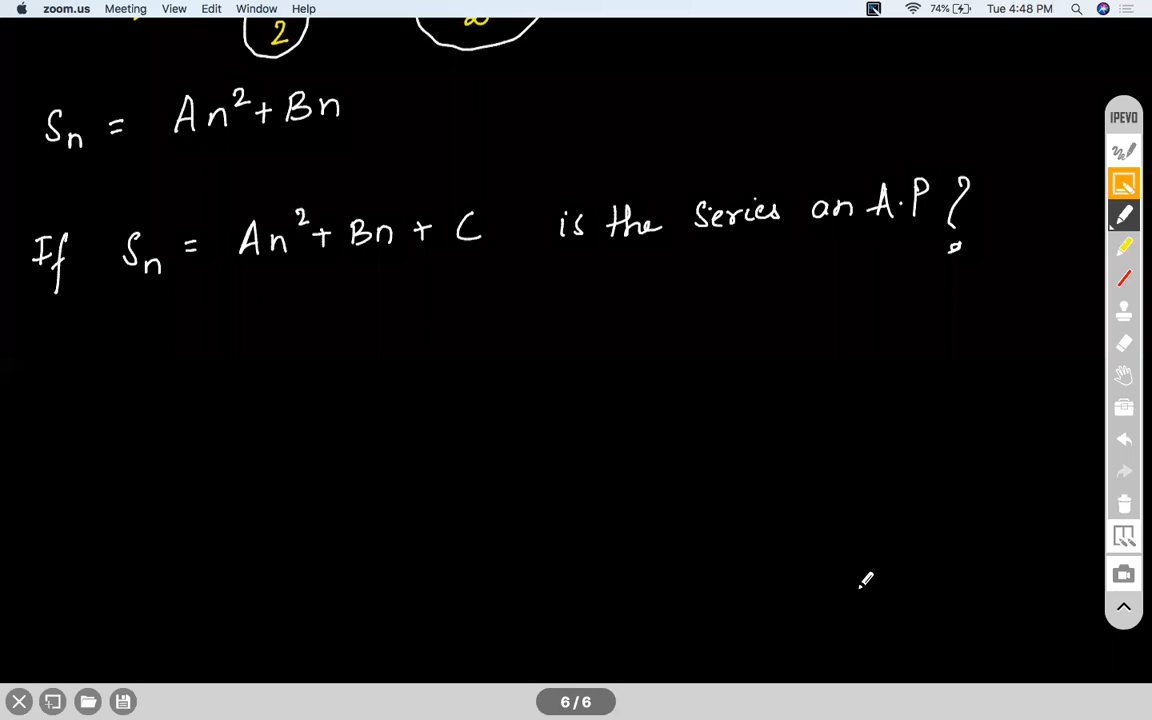 zoom.us Meeting View Edit Window Help 74% Tue 4:48 PM
2
Sn = An² + Bn
IPEVO
If Sn = An² + Bn + C is the series an A.P ?
6 / 6